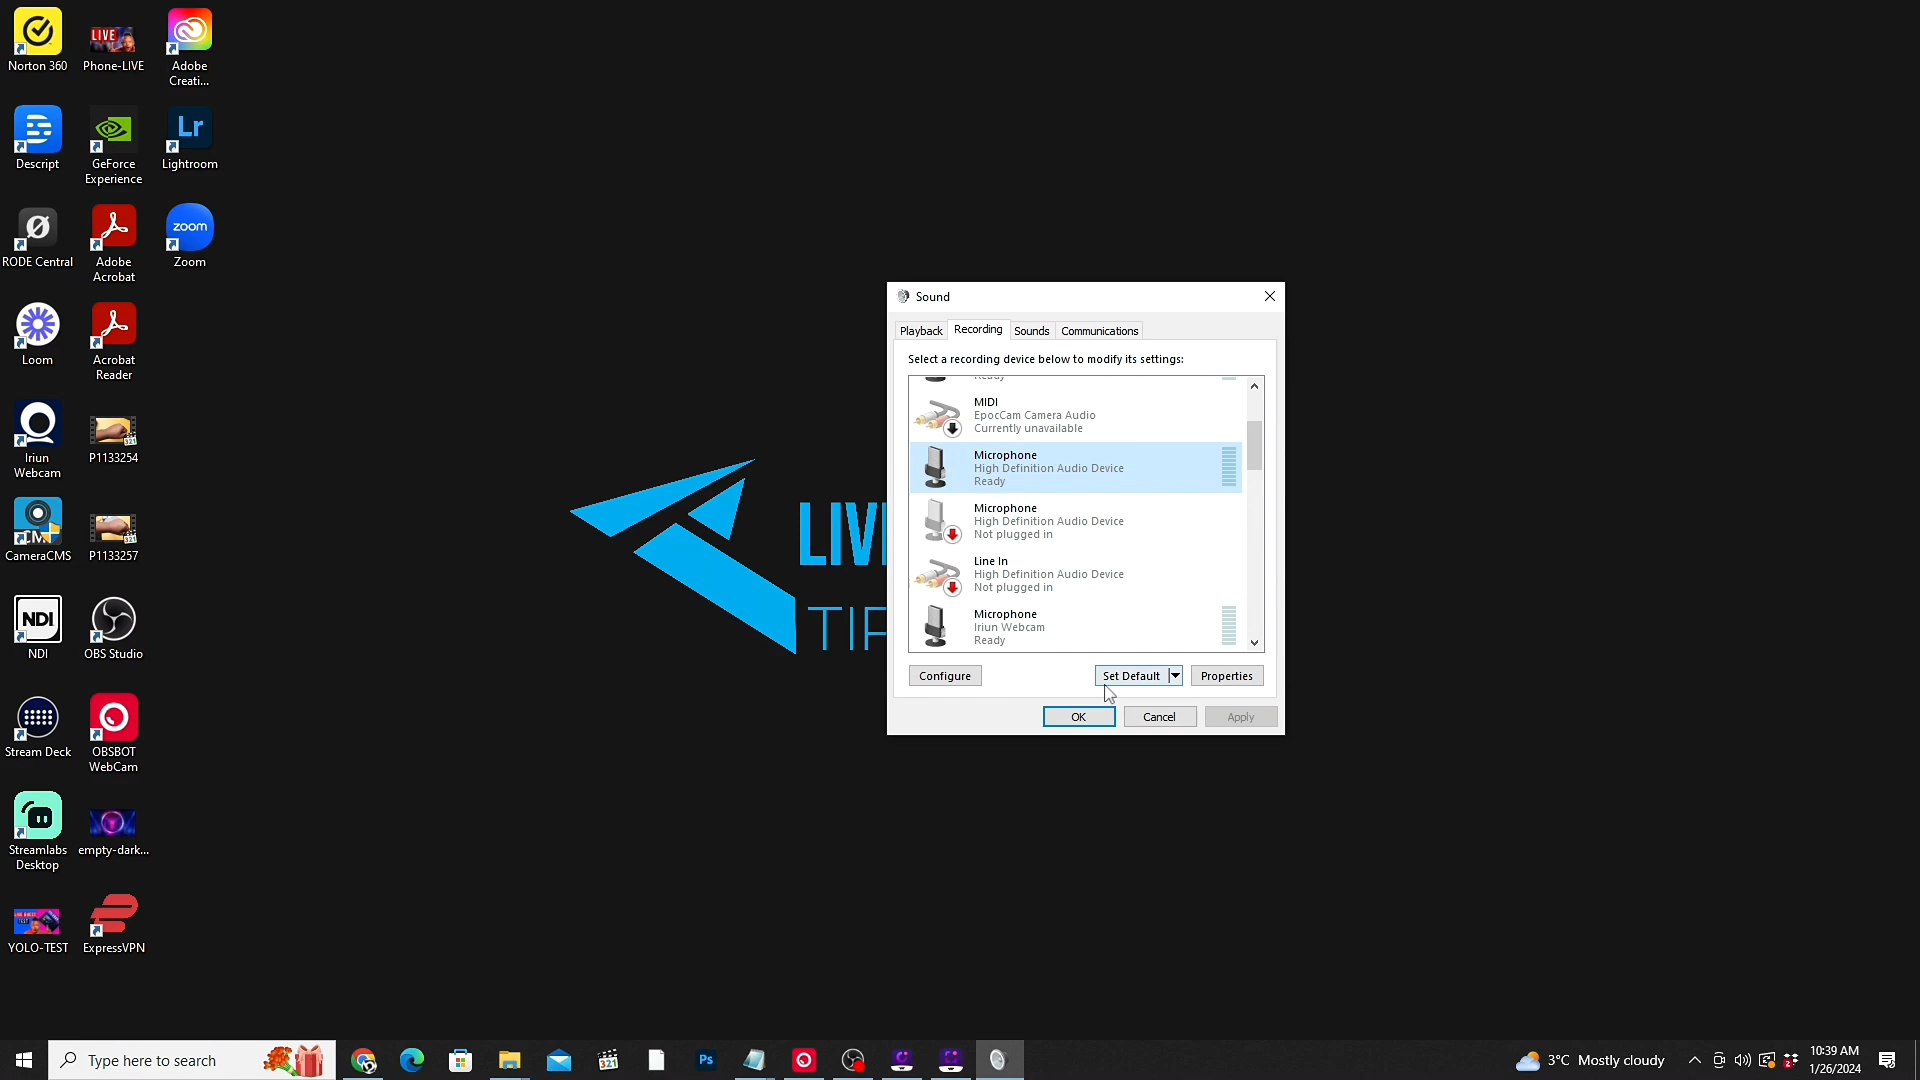 Norton 360
Phone-LIVE
Adobe
Creati...
Descript
GeForce
Experience
Lr
Lightroom
RODE Central
Adobe
Acrobat
zoom
Zoom
Loom
Acrobat
Reader
Iriun
Webcam
P1133254
CameraCMS
P1133257
NDI
NDI
OBS Studio
Stream Deck
OBSBOT
WebCam
Streamlabs
Desktop
empty-dark...
YOLO-TEST
ExpressVPN
LIV
TIP
Sound
Playback
Recording
Sounds
Communications
Select a recording device below to modify its settings:
Ready
MIDI
EpocCam Camera Audio
Currently unavailable
Microphone
High Definition Audio Device
Ready
Microphone
High Definition Audio Device
Not plugged in
Line In
High Definition Audio Device
Not plugged in
Microphone
Iriun Webcam
Ready
Configure
Set Default
Properties
OK
Cancel
Apply
Type here to search
321
Ps
3°C Mostly cloudy
10:39 AM
1/26/2024